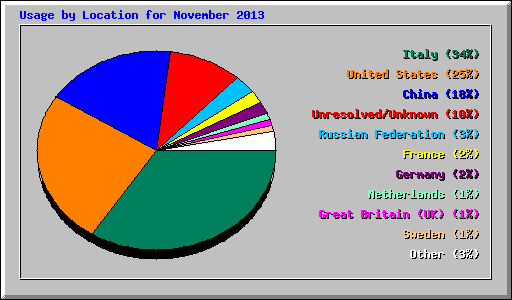 Usage by Location for November 2013
Italy (34%)
United States (25%)
China (18%)
Unresolved/Unknown (10%)
Russian Federation (3%)
France (2%)
Germany (2%)
Netherlands (1%)
Great Britain (UK) (1%)
Sweden (1%)
Other (3%)